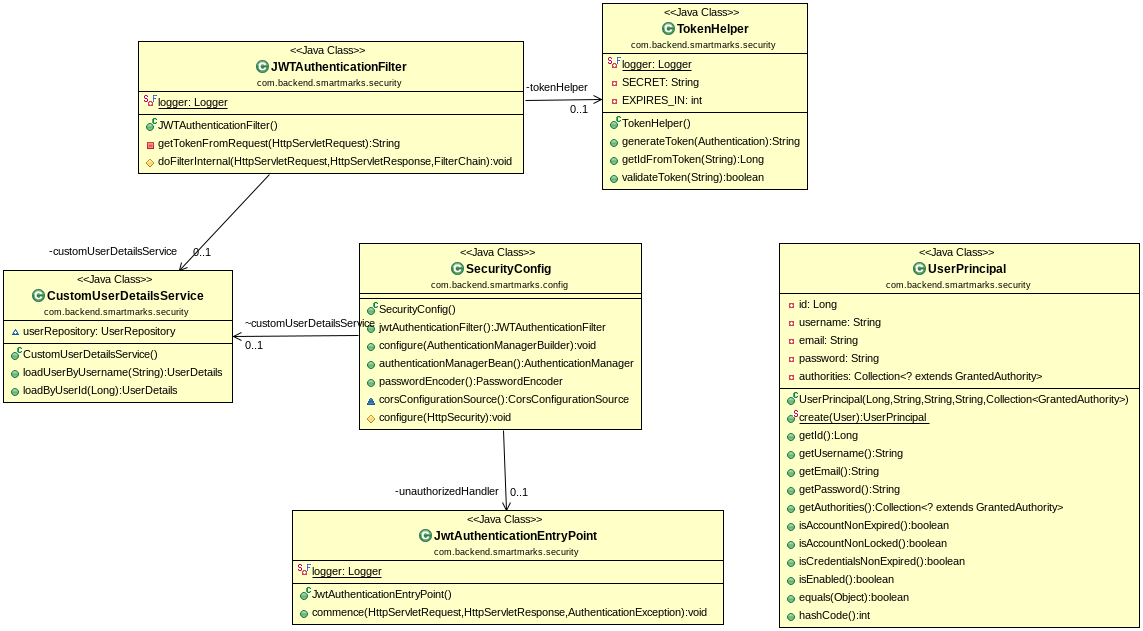 <<Java Class>>
JWTAuthenticationFilter
com.backend.smartmarks.security
logger: Logger
JWTAuthenticationFilter()
getTokenFromRequest(HttpServletRequest):String
doFilterInternal(HttpServletRequest,HttpServletResponse,FilterChain):void
-tokenHelper
0..1
<<Java Class>>
TokenHelper
com.backend.smartmarks.security
logger: Logger
SECRET: String
EXPIRES_IN: int
TokenHelper()
generateToken(Authentication):String
getIdFromToken(String):Long
validateToken(String):boolean
-customUserDetailsService
0..1
<<Java Class>>
CustomUserDetailsService
com.backend.smartmarks.security
userRepository: UserRepository
CustomUserDetailsService()
loadUserByUsername(String):UserDetails
loadByUserId(Long):UserDetails
~customUserDetailsService
0..1
<<Java Class>>
SecurityConfig
com.backend.smartmarks.config
SecurityConfig()
jwtAuthenticationFilter():JWTAuthenticationFilter
configure(AuthenticationManagerBuilder):void
authenticationManagerBean():AuthenticationManager
passwordEncoder():PasswordEncoder
corsConfigurationSource():CorsConfigurationSource
configure(HttpSecurity):void
-unauthorizedHandler
0..1
<<Java Class>>
JwtAuthenticationEntryPoint
com.backend.smartmarks.security
logger: Logger
JwtAuthenticationEntryPoint()
commence(HttpServletRequest,HttpServletResponse,AuthenticationException):void
<<Java Class>>
UserPrincipal
com.backend.smartmarks.security
id: Long
username: String
email: String
password: String
authorities: Collection<? extends GrantedAuthority>
UserPrincipal(Long,String,String,String,Collection<GrantedAuthority>)
create(User):UserPrincipal
getId():Long
getUsername():String
getEmail():String
getPassword():String
getAuthorities():Collection<? extends GrantedAuthority>
isAccountNonExpired():boolean
isAccountNonLocked():boolean
isCredentialsNonExpired():boolean
isEnabled():boolean
equals(Object):boolean
hashCode():int